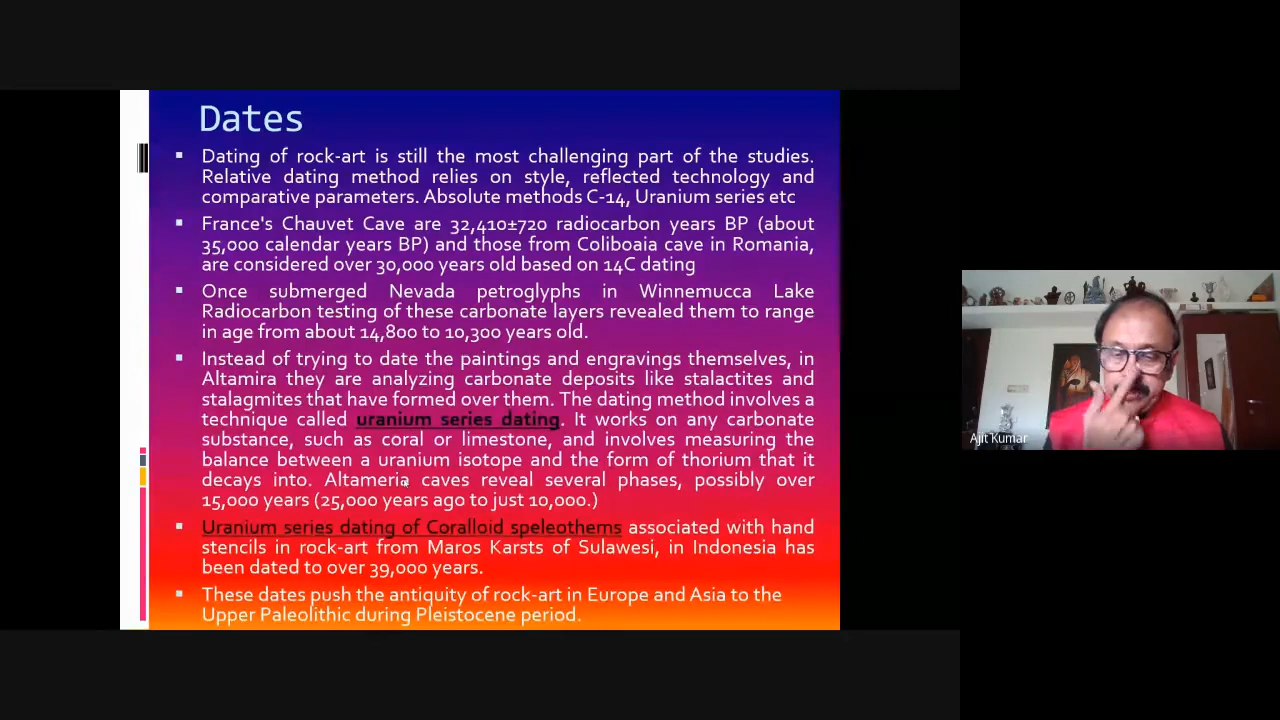 Dates
Dating of rock-art is still the most challenging part of the studies.
Relative dating method relies on style, reflected technology and
comparative parameters. Absolute methods C-14, Uranium series etc
France's Chauvet Cave are 32,410±720 radiocarbon years BP (about
35,000 calendar years BP) and those from Coliboaia cave in Romania,
are considered over 30,000 years old based on 14C dating
Once submerged Nevada petroglyphs in Winnemucca Lake
Radiocarbon testing of these carbonate layers revealed them to range
in age from about 14,800 to 10,300 years old.
Instead of trying to date the paintings and engravings themselves, in
Altamira they are analyzing carbonate deposits like stalactites and
stalagmites that have formed over them. The dating method involves a
technique called uranium series dating. It works on any carbonate
substance, such as coral or limestone, and involves measuring the
balance between a uranium isotope and the form of thorium that it
decays into. Altameria caves reveal several phases, possibly over
15,000 years (25,000 years ago to just 10,000.)
Uranium series dating of Coralloid speleothems associated with hand
stencils in rock-art from Maros Karsts of Sulawesi, in Indonesia has
been dated to over 39,000 years.
These dates push the antiquity of rock-art in Europe and Asia to the
Upper Paleolithic during Pleistocene period.
Ajit Kumar